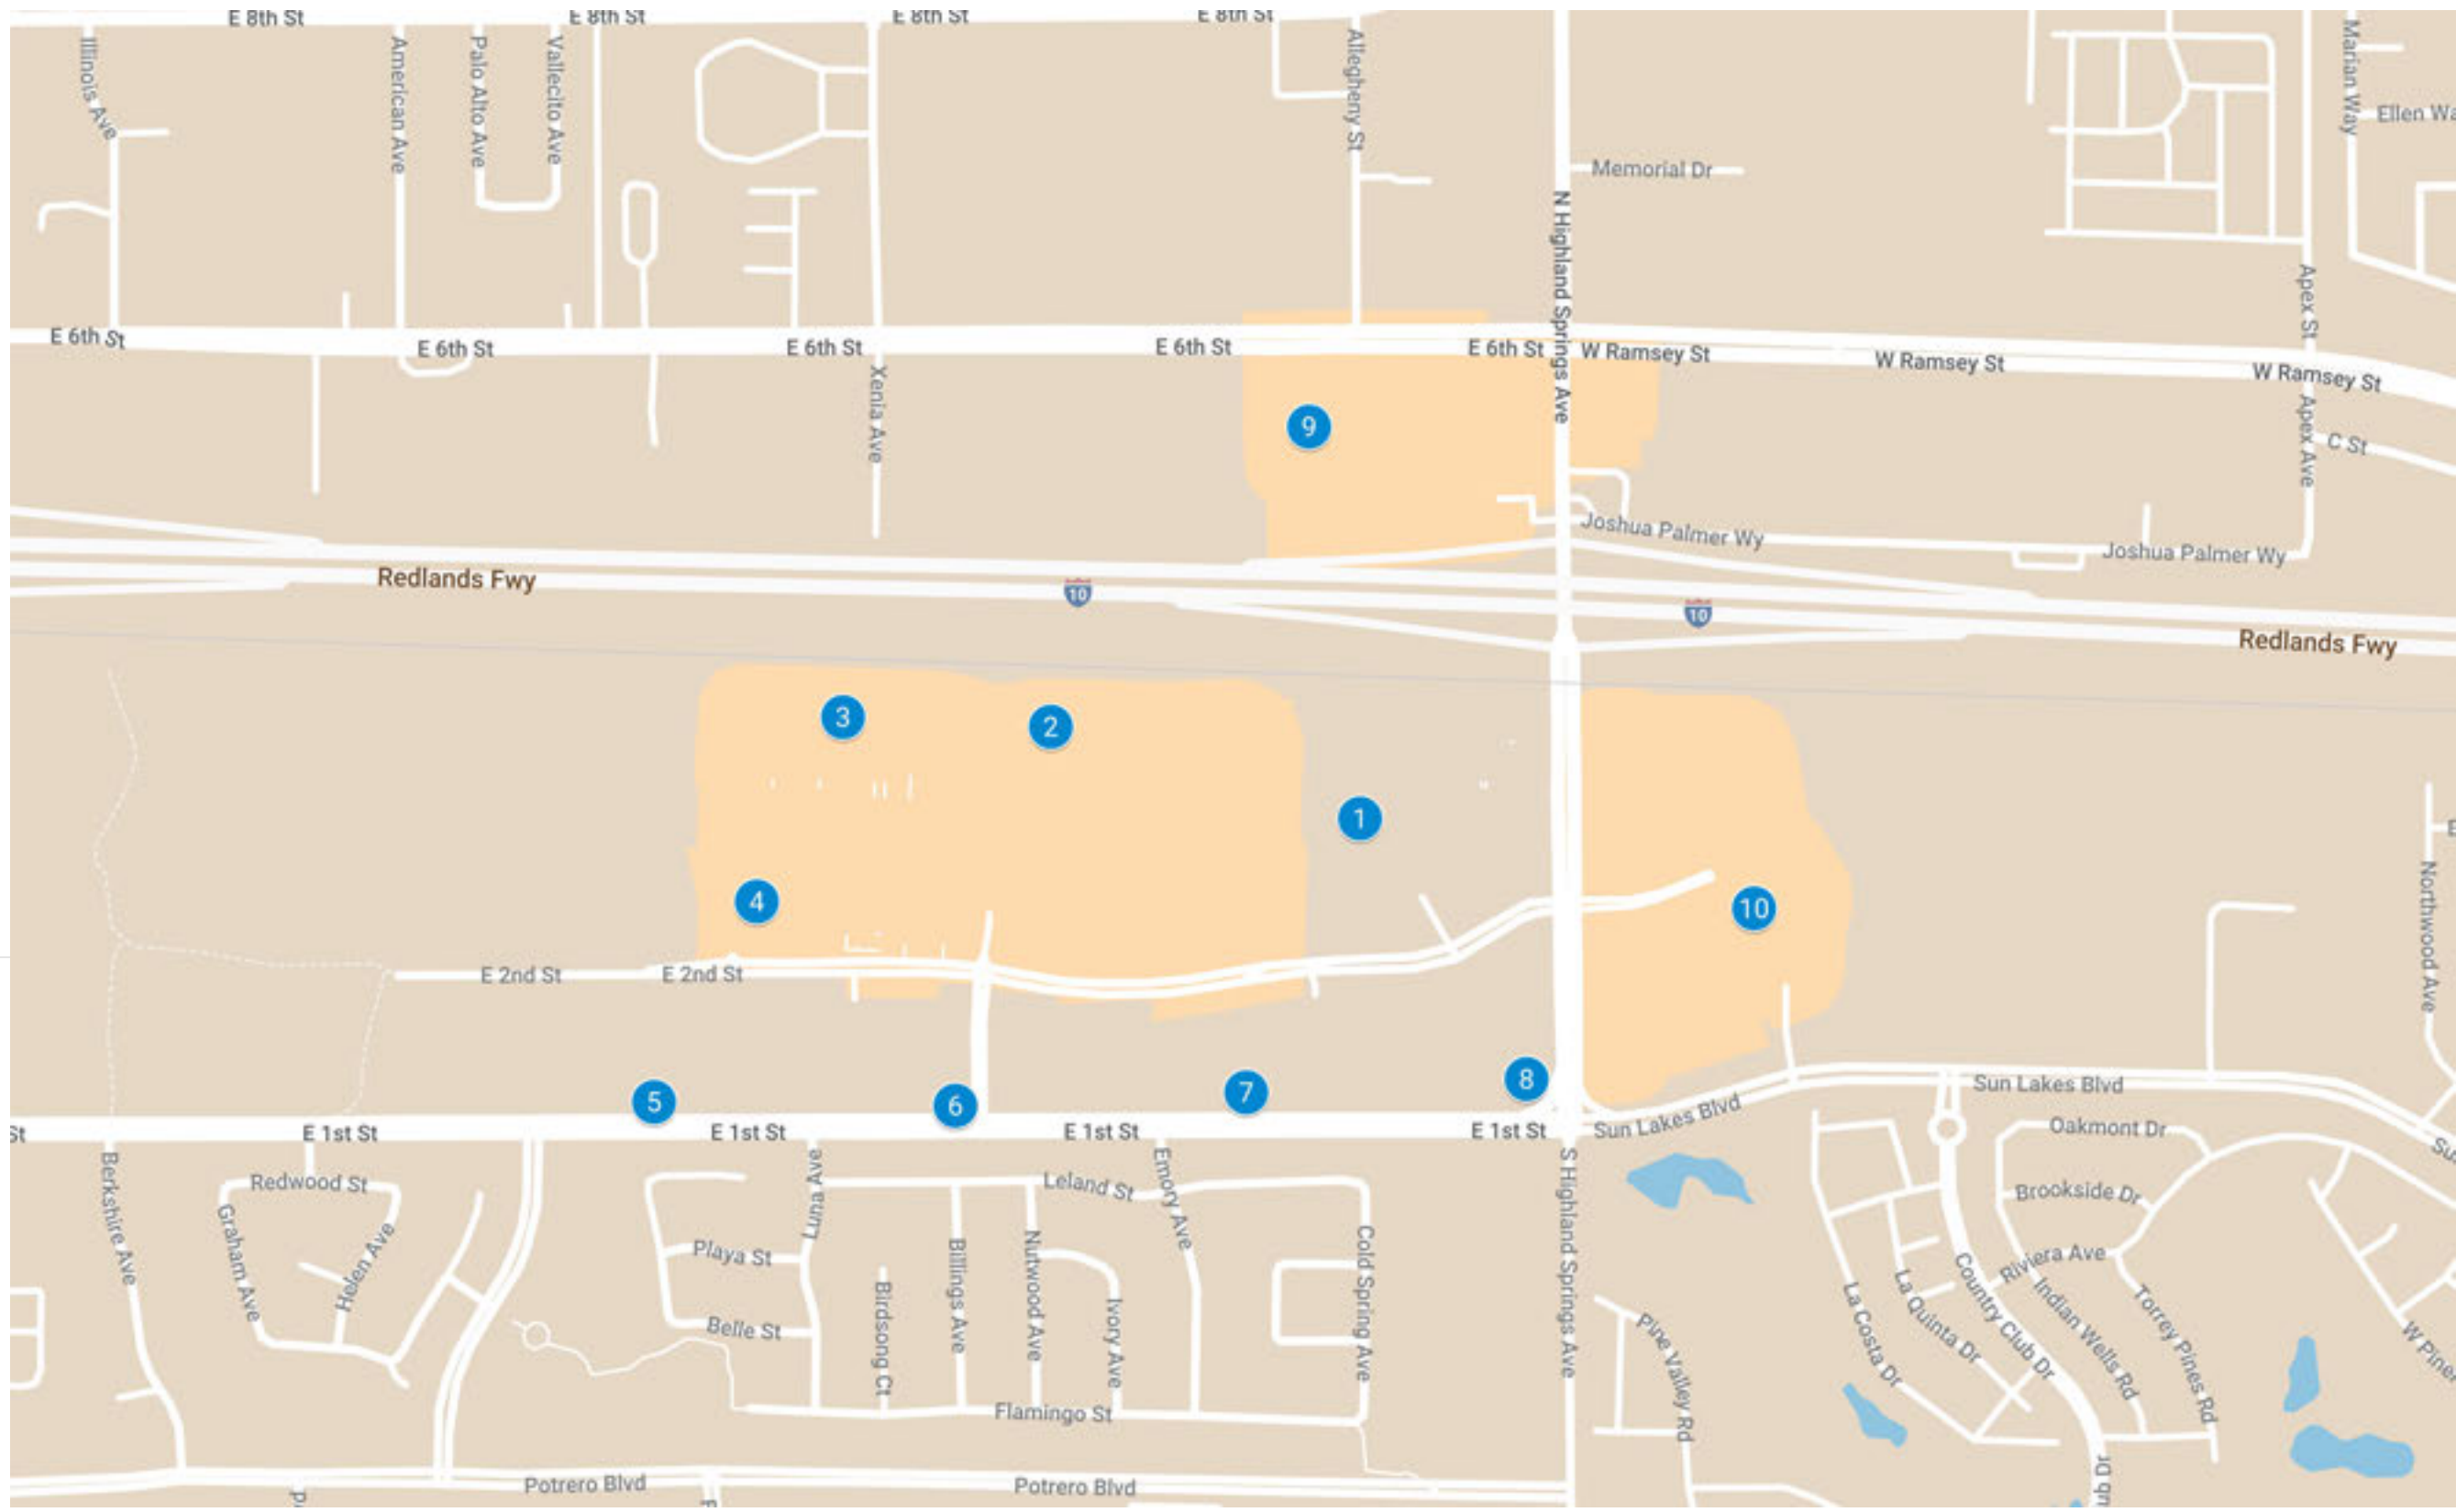 E 8th St
E 8th St
E 8th St
E 8th St
Illinois Ave
American Ave
Palo Alto Ave
Vallecito Ave
Allegheny St
Marian Way
Ellen Wa
Memorial Dr
N Highland Springs Ave
Apex St
E 6th St
E 6th St
E 6th St
E 6th St
E 6th St
W Ramsey St
W Ramsey St
W Ramsey St
Xenia Ave
9
Apex Ave
C St
Joshua Palmer Wy
Joshua Palmer Wy
Redlands Fwy
10
10
Redlands Fwy
3
2
1
4
10
Northwood Ave
E 2nd St
E 2nd St
5
6
7
8
Sun Lakes Blvd
Sun Lakes Blvd
St
E 1st St
E 1st St
E 1st St
E 1st St
Oakmont Dr
Su
Berkshire Ave
Redwood St
Graham Ave
Helen Ave
Luna Ave
Leland St
Emory Ave
S Highland Springs Ave
Brookside Dr
Playa St
Billings Ave
Nutwood Ave
Cold Spring Ave
Riviera Ave
Birdsong Ct
Ivory Ave
Belle St
Pine Valley Rd
La Costa Dr
La Quinta Dr
Country Club Dr
Indian Wells Rd
Torrey Pines Rd
W Pine
Flamingo St
Potrero Blvd
Potrero Blvd
ub Dr